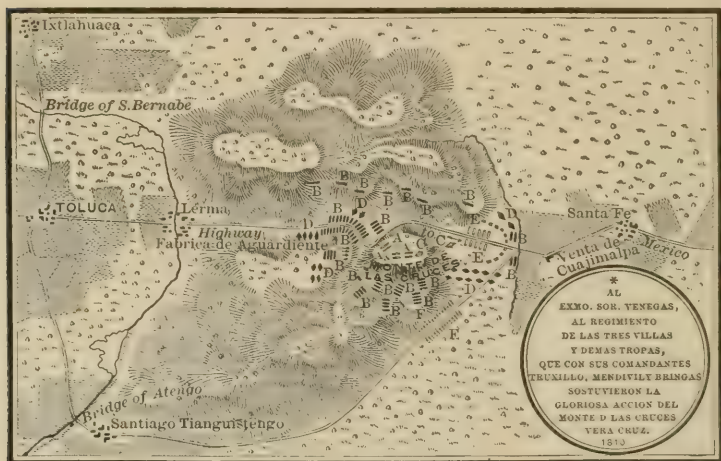 Ixtlahuaca
Bridge of S. Bernabe
TOLUCA
Lerma
Highway
Fabrica de Aguardiente
Santa Fe
Venta de
Cuajimalpa
Mexico
to
MONTE DE
LAS CRUCES
B
B
B
B
B
B
B
D
B
E
D
B
D
B
B
A
G
C
E
B
D
B
B
B
B
B
B
F
D
F
Bridge of Atengo
Santiago Tianguistengo
*
AL
EXMO. SOR. VENEGAS,
AL REGIMIENTO
DE LAS TRES VILLAS
Y DEMAS TROPAS,
QUE CON SUS COMANDANTES
TRUXILLO, MENDIVIL Y BRINGAS
SOSTUVIERON LA
GLORIOSA ACCION DEL
MONTE D LAS CRUCES
VERA CRUZ.
1810